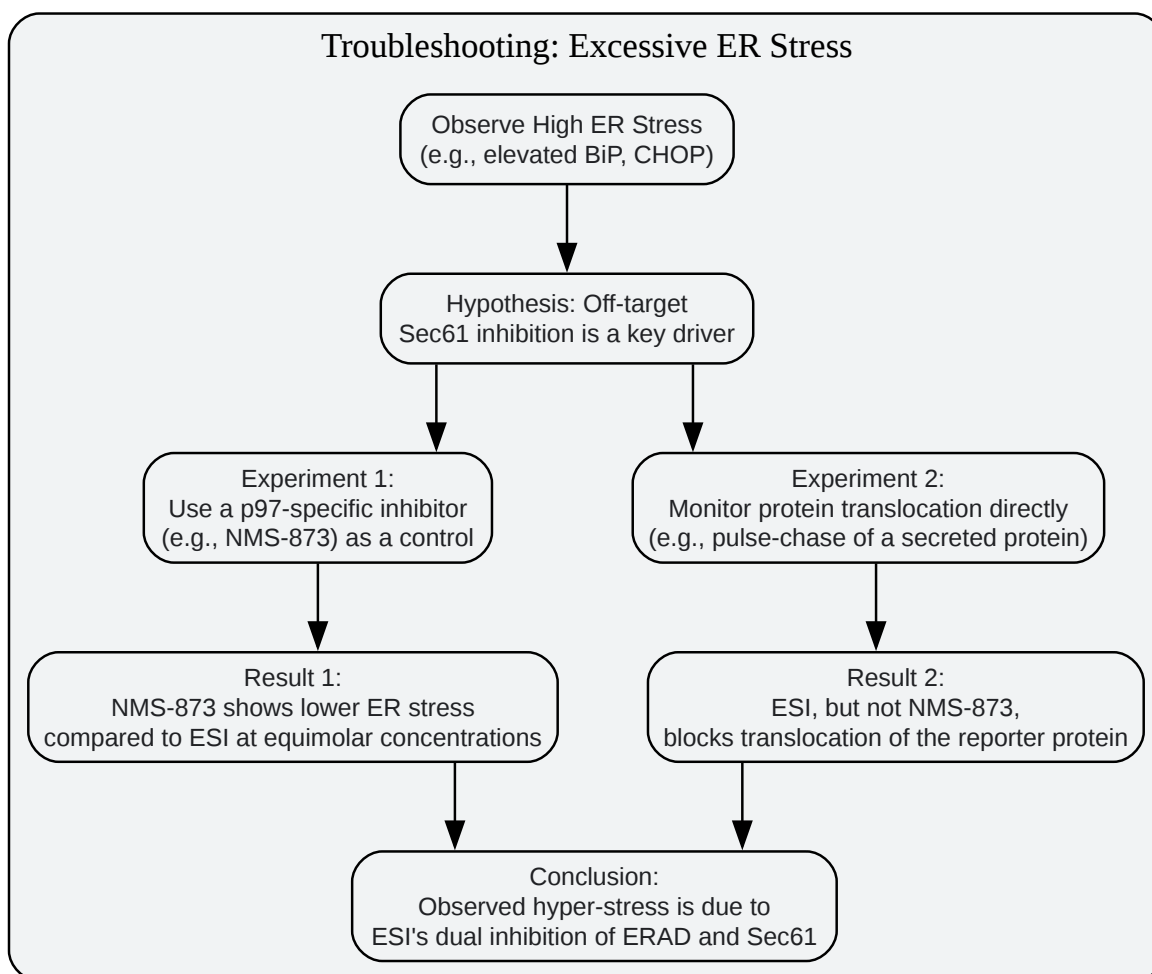 Troubleshooting: Excessive ER Stress
Observe High ER Stress
(e.g., elevated BiP, CHOP)
Hypothesis: Off-target
Sec61 inhibition is a key driver
Experiment 1:
Use a p97-specific inhibitor
(e.g., NMS-873) as a control
Experiment 2:
Monitor protein translocation directly
(e.g., pulse-chase of a secreted protein)
Result 1:
NMS-873 shows lower ER stress
compared to ESI at equimolar concentrations
Result 2:
ESI, but not NMS-873,
blocks translocation of the reporter protein
Conclusion:
Observed hyper-stress is due to
ESI's dual inhibition of ERAD and Sec61